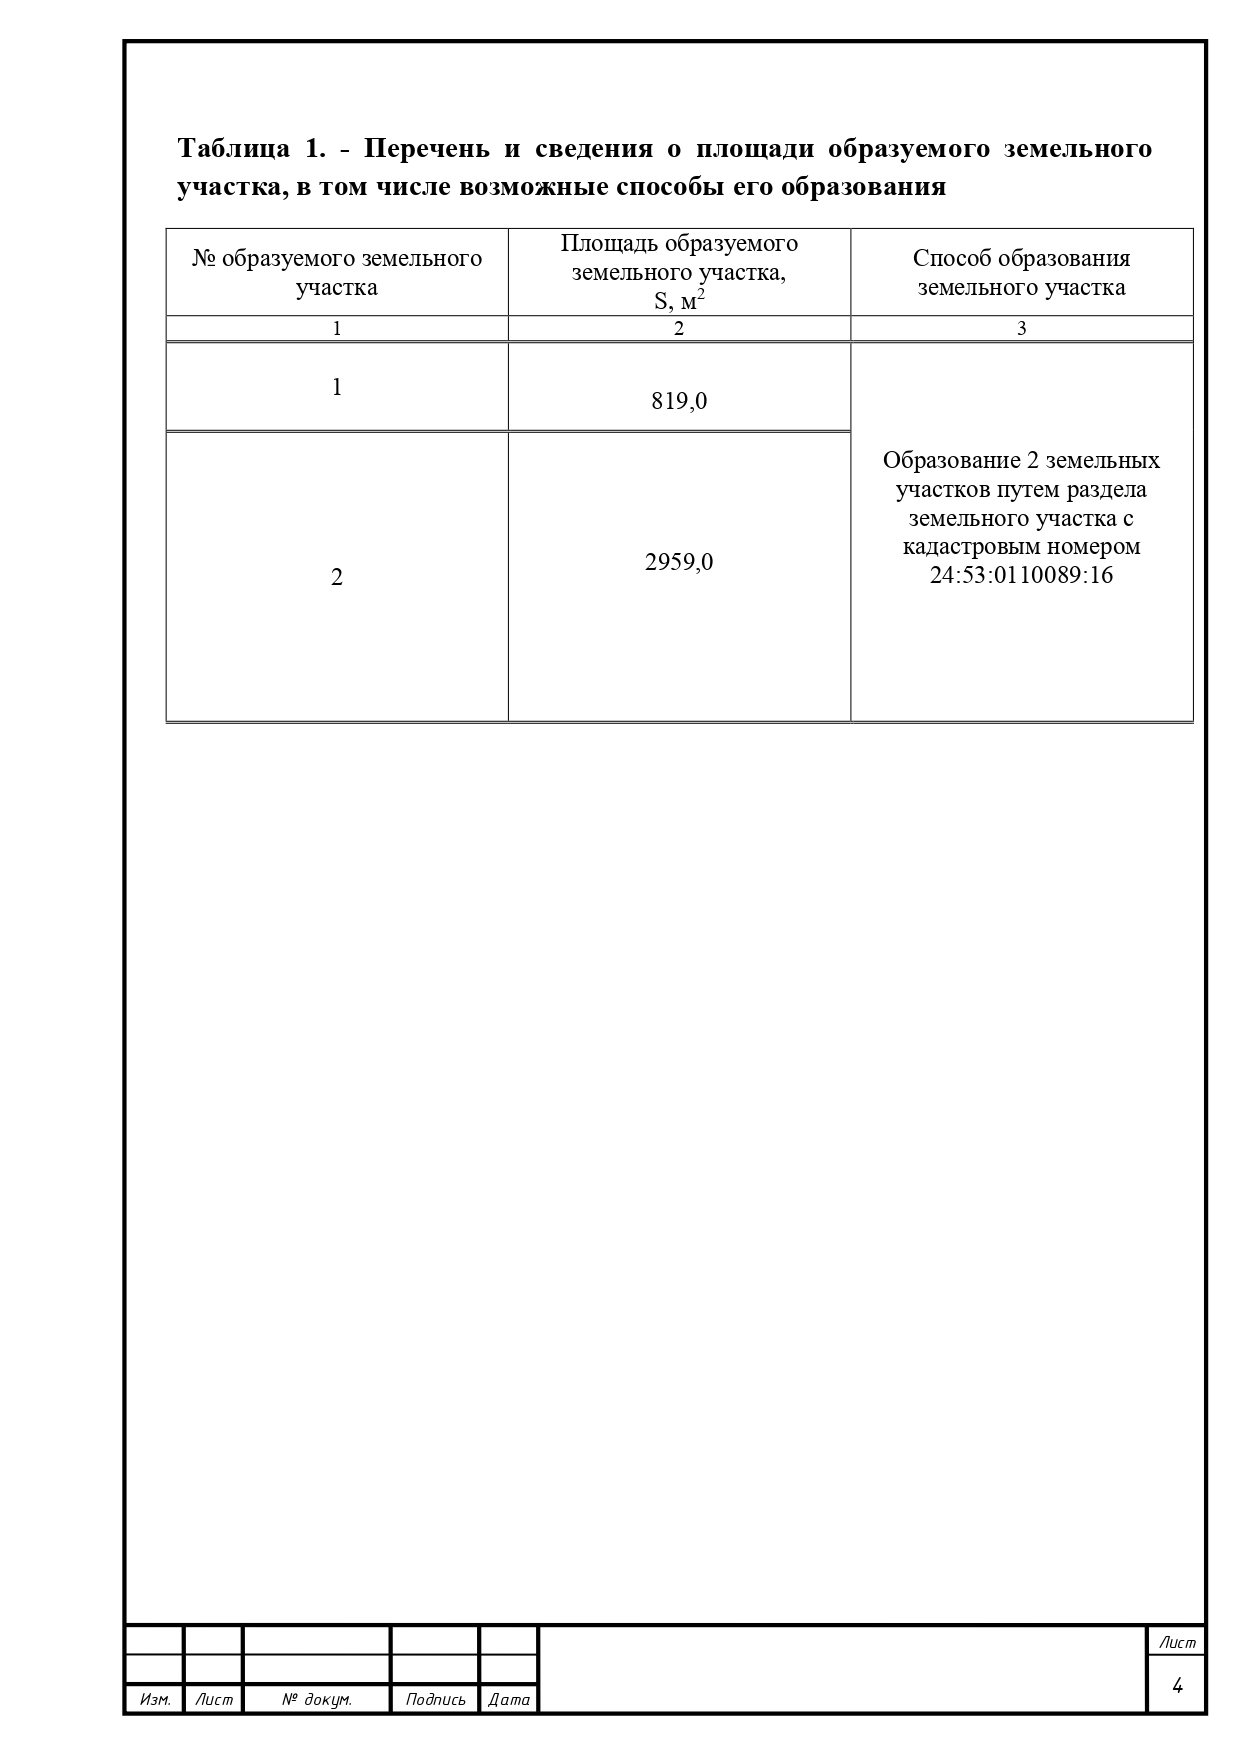 Таблица 1. - Перечень и сведения о площади образуемого земельного
участка, в том числе возможные способы его образования
№ образуемого земельного
участка
Площадь образуемого
земельного участка,
S, м²
Способ образования
земельного участка
1
2
3
1
819,0
Образование 2 земельных
участков путем раздела
земельного участка с
кадастровым номером
24:53:0110089:16
2
2959,0
Лист
4
Изм.
Лист
№ докум.
Подпись
Дата